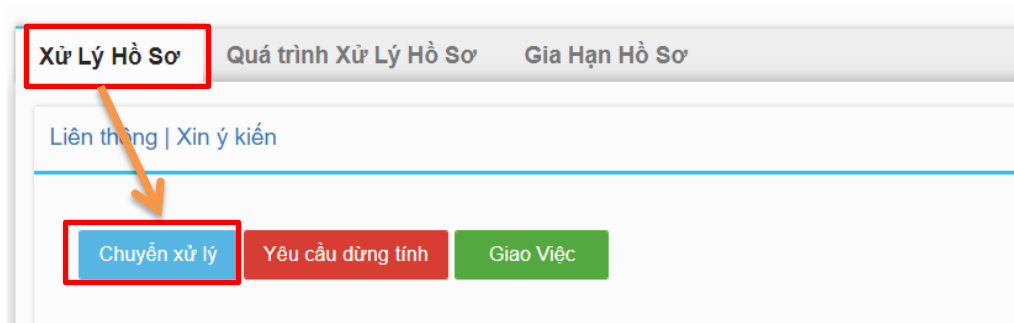 Xử Lý Hồ Sơ Quá trình Xử Lý Hồ Sơ Gia Hạn Hồ Sơ
Liên thông | Xin ý kiến
Chuyển xử lý Yêu cầu dừng tính Giao Việc